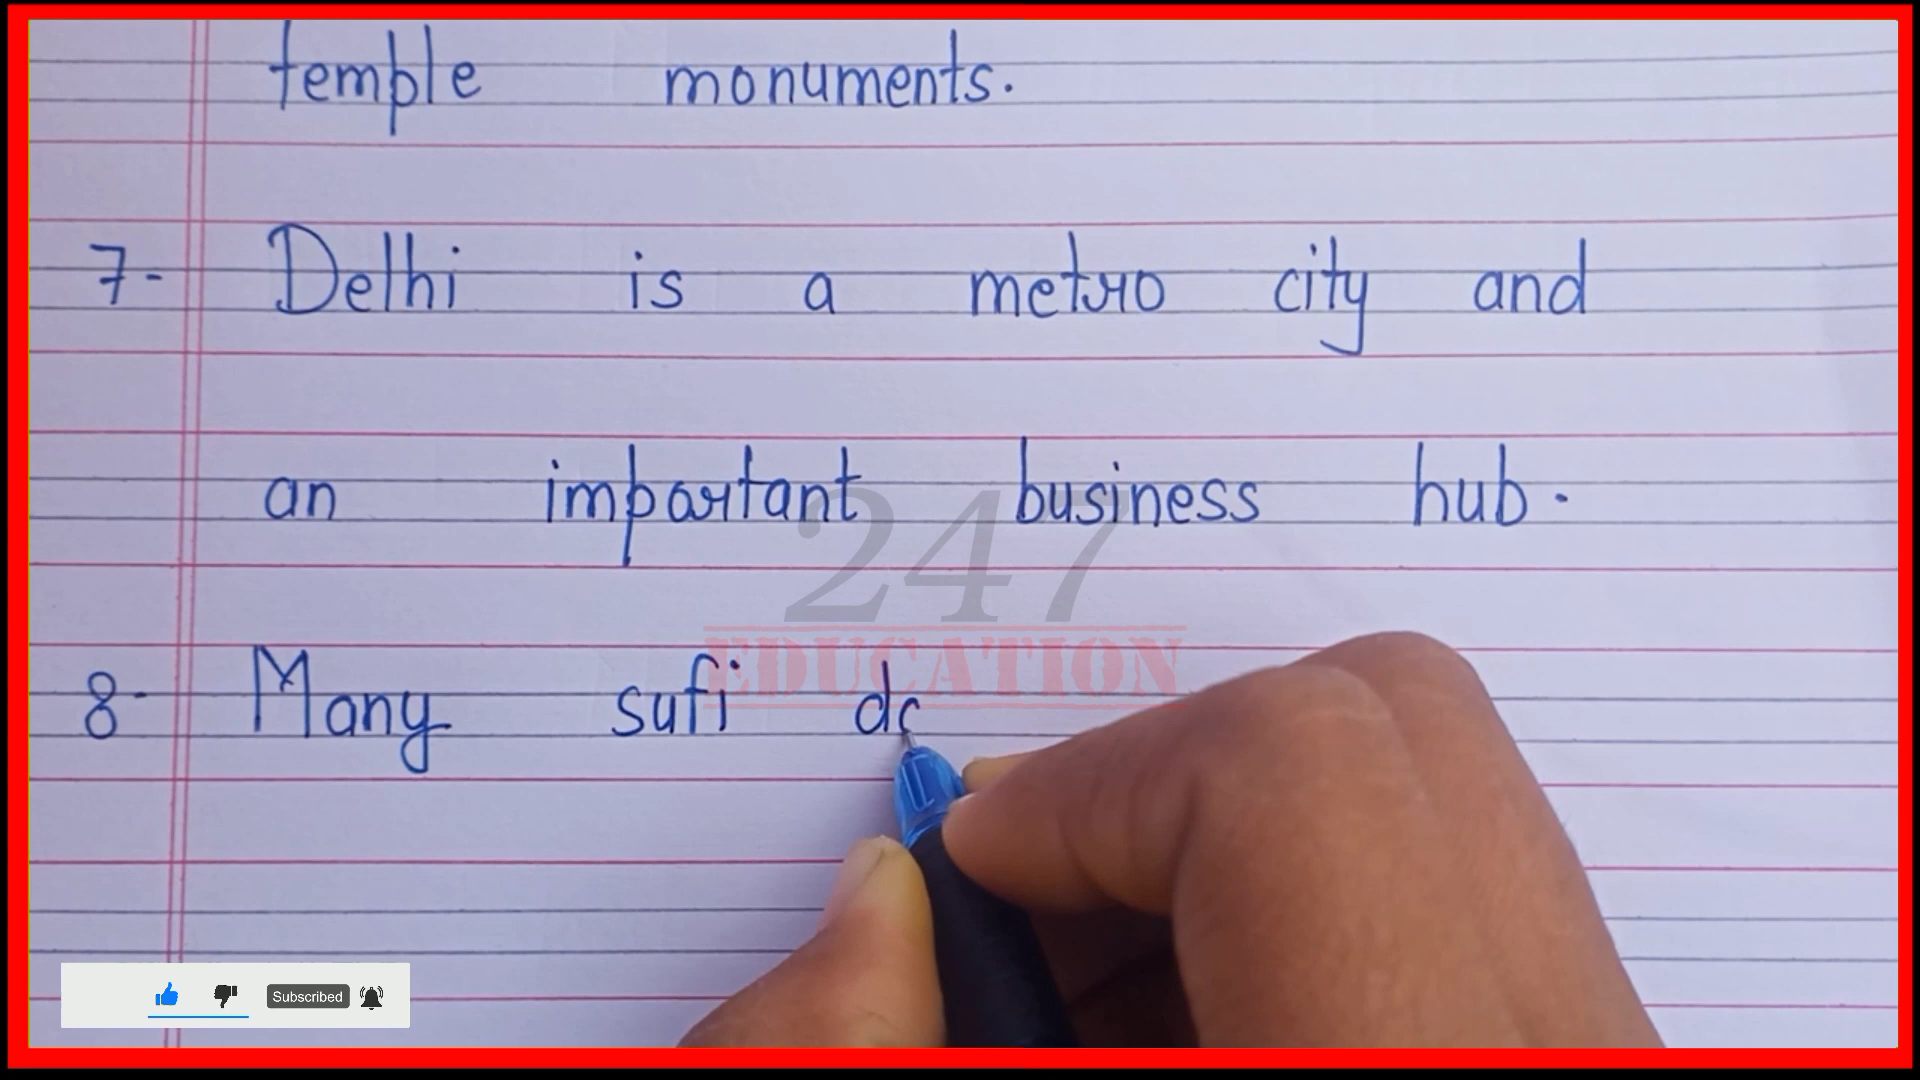 temple monuments.
7- Delhi is a metro city and
an important business hub.
247
EDUCATION
8- Many sufi
Subscribed